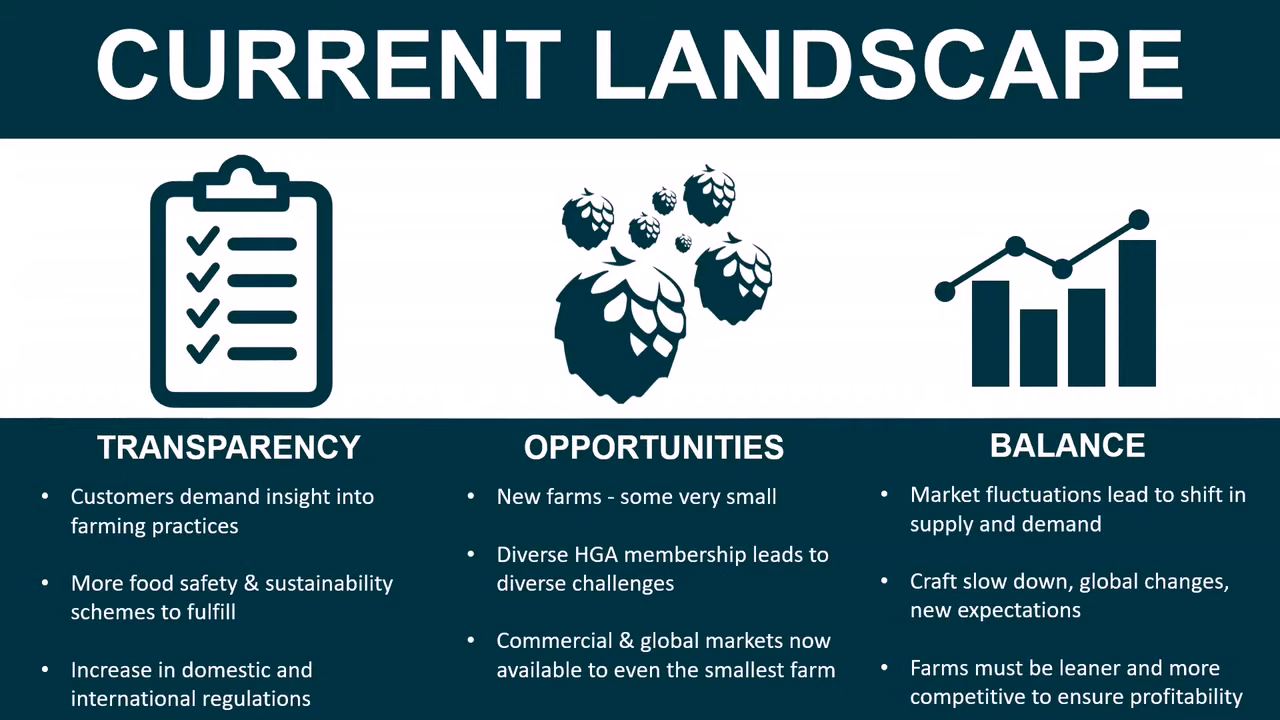 CURRENT LANDSCAPE
TRANSPARENCY
• Customers demand insight into
farming practices
• More food safety & sustainability
schemes to fulfill
• Increase in domestic and
international regulations
OPPORTUNITIES
• New farms - some very small
• Diverse HGA membership leads to
diverse challenges
• Commercial & global markets now
available to even the smallest farm
BALANCE
• Market fluctuations lead to shift in
supply and demand
• Craft slow down, global changes,
new expectations
• Farms must be leaner and more
competitive to ensure profitability